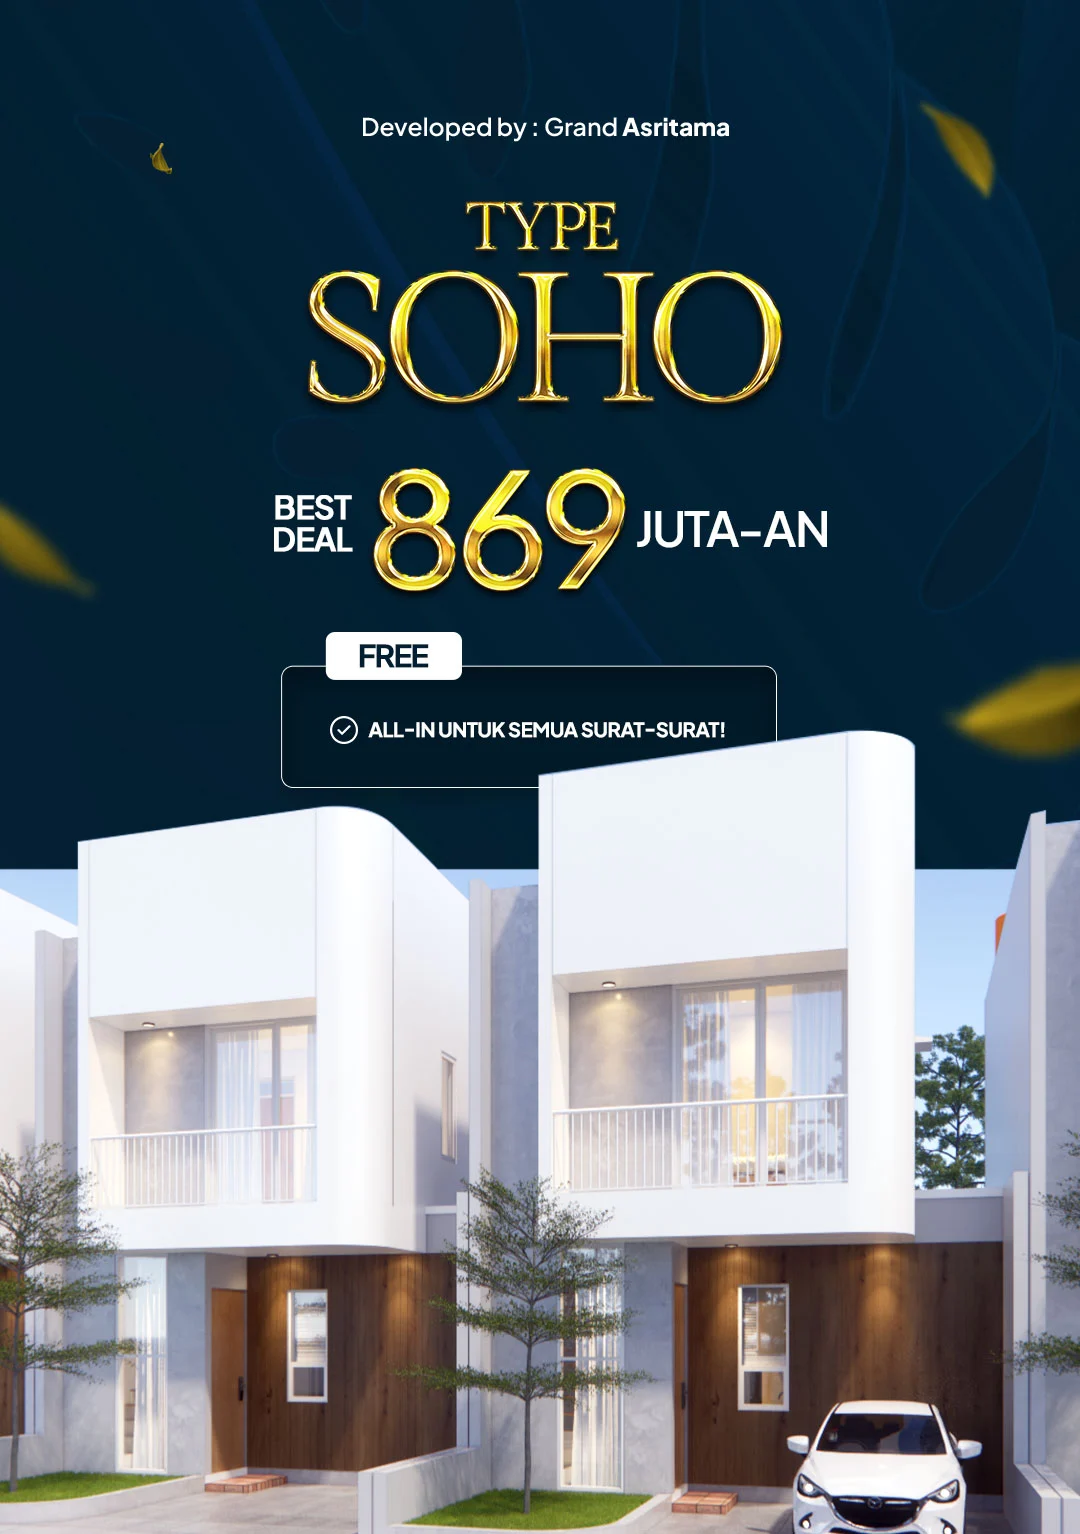 Developed by : Grand Asritama
TYPE
SOHO
BEST
DEAL
869
JUTA-AN
FREE
ALL-IN UNTUK SEMUA SURAT-SURAT!